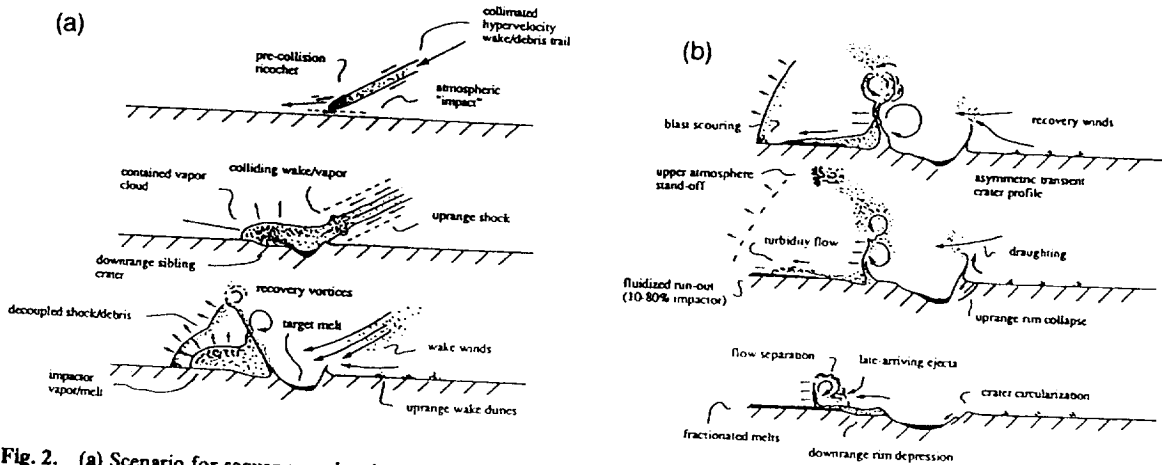 (a)
collimated
hypervelocity
wake/debris trail
pre-collision
ricochet
atmospheric
"impact"
contained vapor
cloud
colliding wake/vapor
uprange shock
downrange sibling
crater
recovery vortices
decoupled shock/debris
target melt
wake winds
impactor
vapor/melt
uprange wake dunes
(b)
blast scouring
recovery winds
asymmetric transient
crater profile
upper atmosphere
stand-off
turbidity flow
draughting
fluidized run-out
(10-80% impactor)
uprange rim collapse
flow separation
late-arriving ejecta
crater circularization
fractionated melts
downrange rim depression
Fig. 2. (a) Scenario for